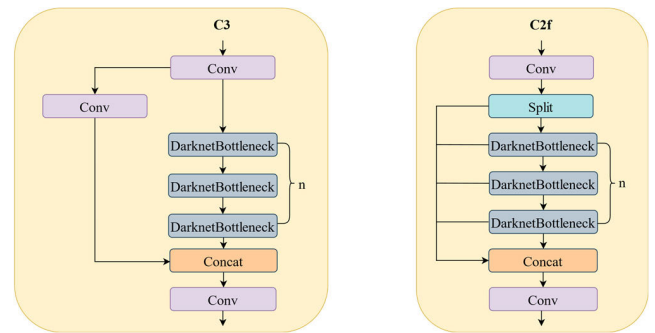 C3
Conv
Conv
DarknetBottleneck
DarknetBottleneck
n
DarknetBottleneck
Concat
Conv
C2f
Conv
Split
DarknetBottleneck
DarknetBottleneck
n
DarknetBottleneck
Concat
Conv